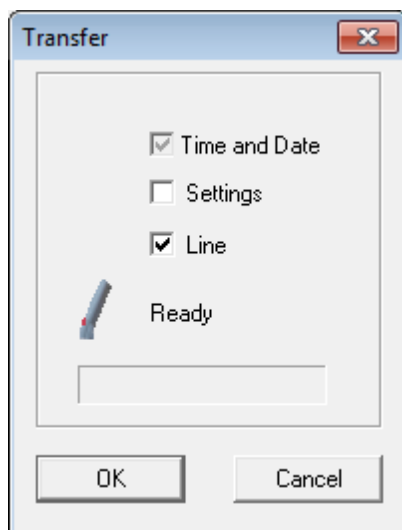 Transfer
Time and Date
Settings
Line
Ready
OK
Cancel